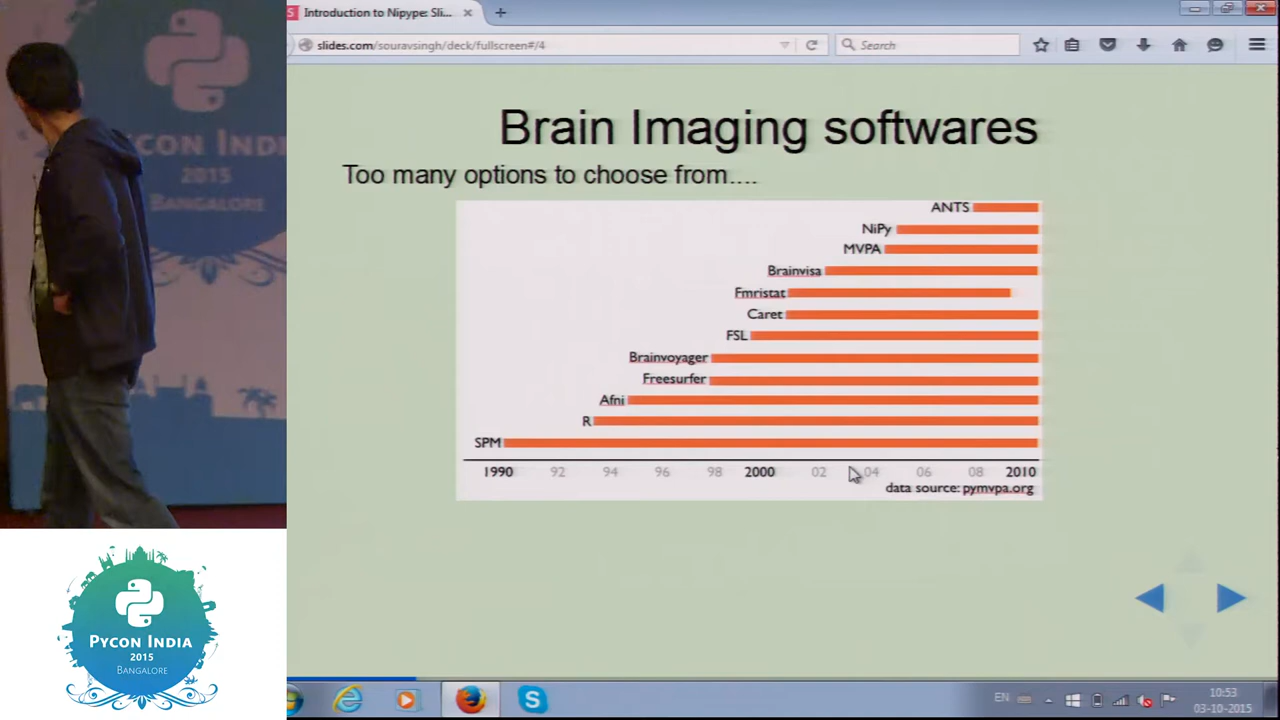 Introduction to Nipype: Sli...
slides.com/souravsingh/deck/fullscreen#/4
Search
Brain Imaging softwares
Too many options to choose from....
ANTS
NiPy
MVPA
Brainvisa
Fmristat
Caret
FSL
Brainvoyager
Freesurfer
Afni
R
SPM
1990 92 94 96 98 2000 02 04 06 08 2010
data source: pymvpa.org
EN
10:53
03-10-2015
PYCON INDIA
2015
BANGALORE
PYCON INDIA
2015
BANGALORE